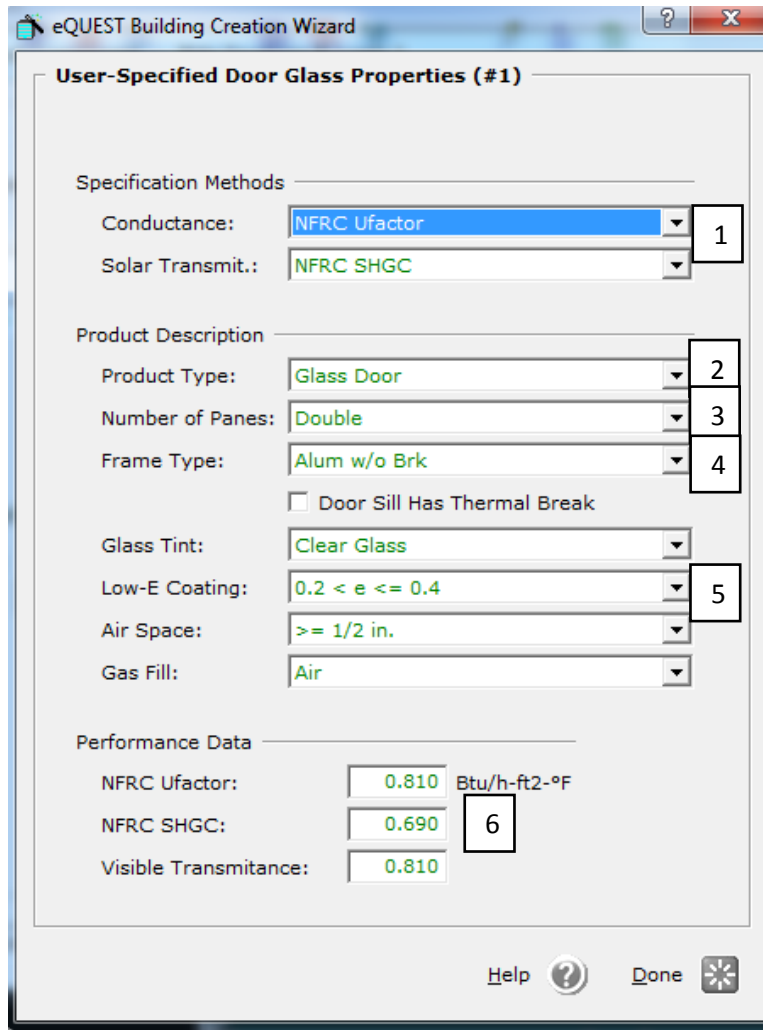 eQUEST Building Creation Wizard ? X
User-Specified Door Glass Properties (#1)
Specification Methods
Conductance: NFRC Ufactor
1
Solar Transmit.: NFRC SHGC
Product Description
Product Type: Glass Door 2
Number of Panes: Double 3
Frame Type: Alum w/o Brk 4
Door Sill Has Thermal Break
Glass Tint: Clear Glass
Low-E Coating: 0.2 < e <= 0.4 5
Air Space: >= 1/2 in.
Gas Fill: Air
Performance Data
NFRC Ufactor: 0.810 Btu/h-ft2-ºF
NFRC SHGC: 0.690 6
Visible Transmitance: 0.810
Help ? Done